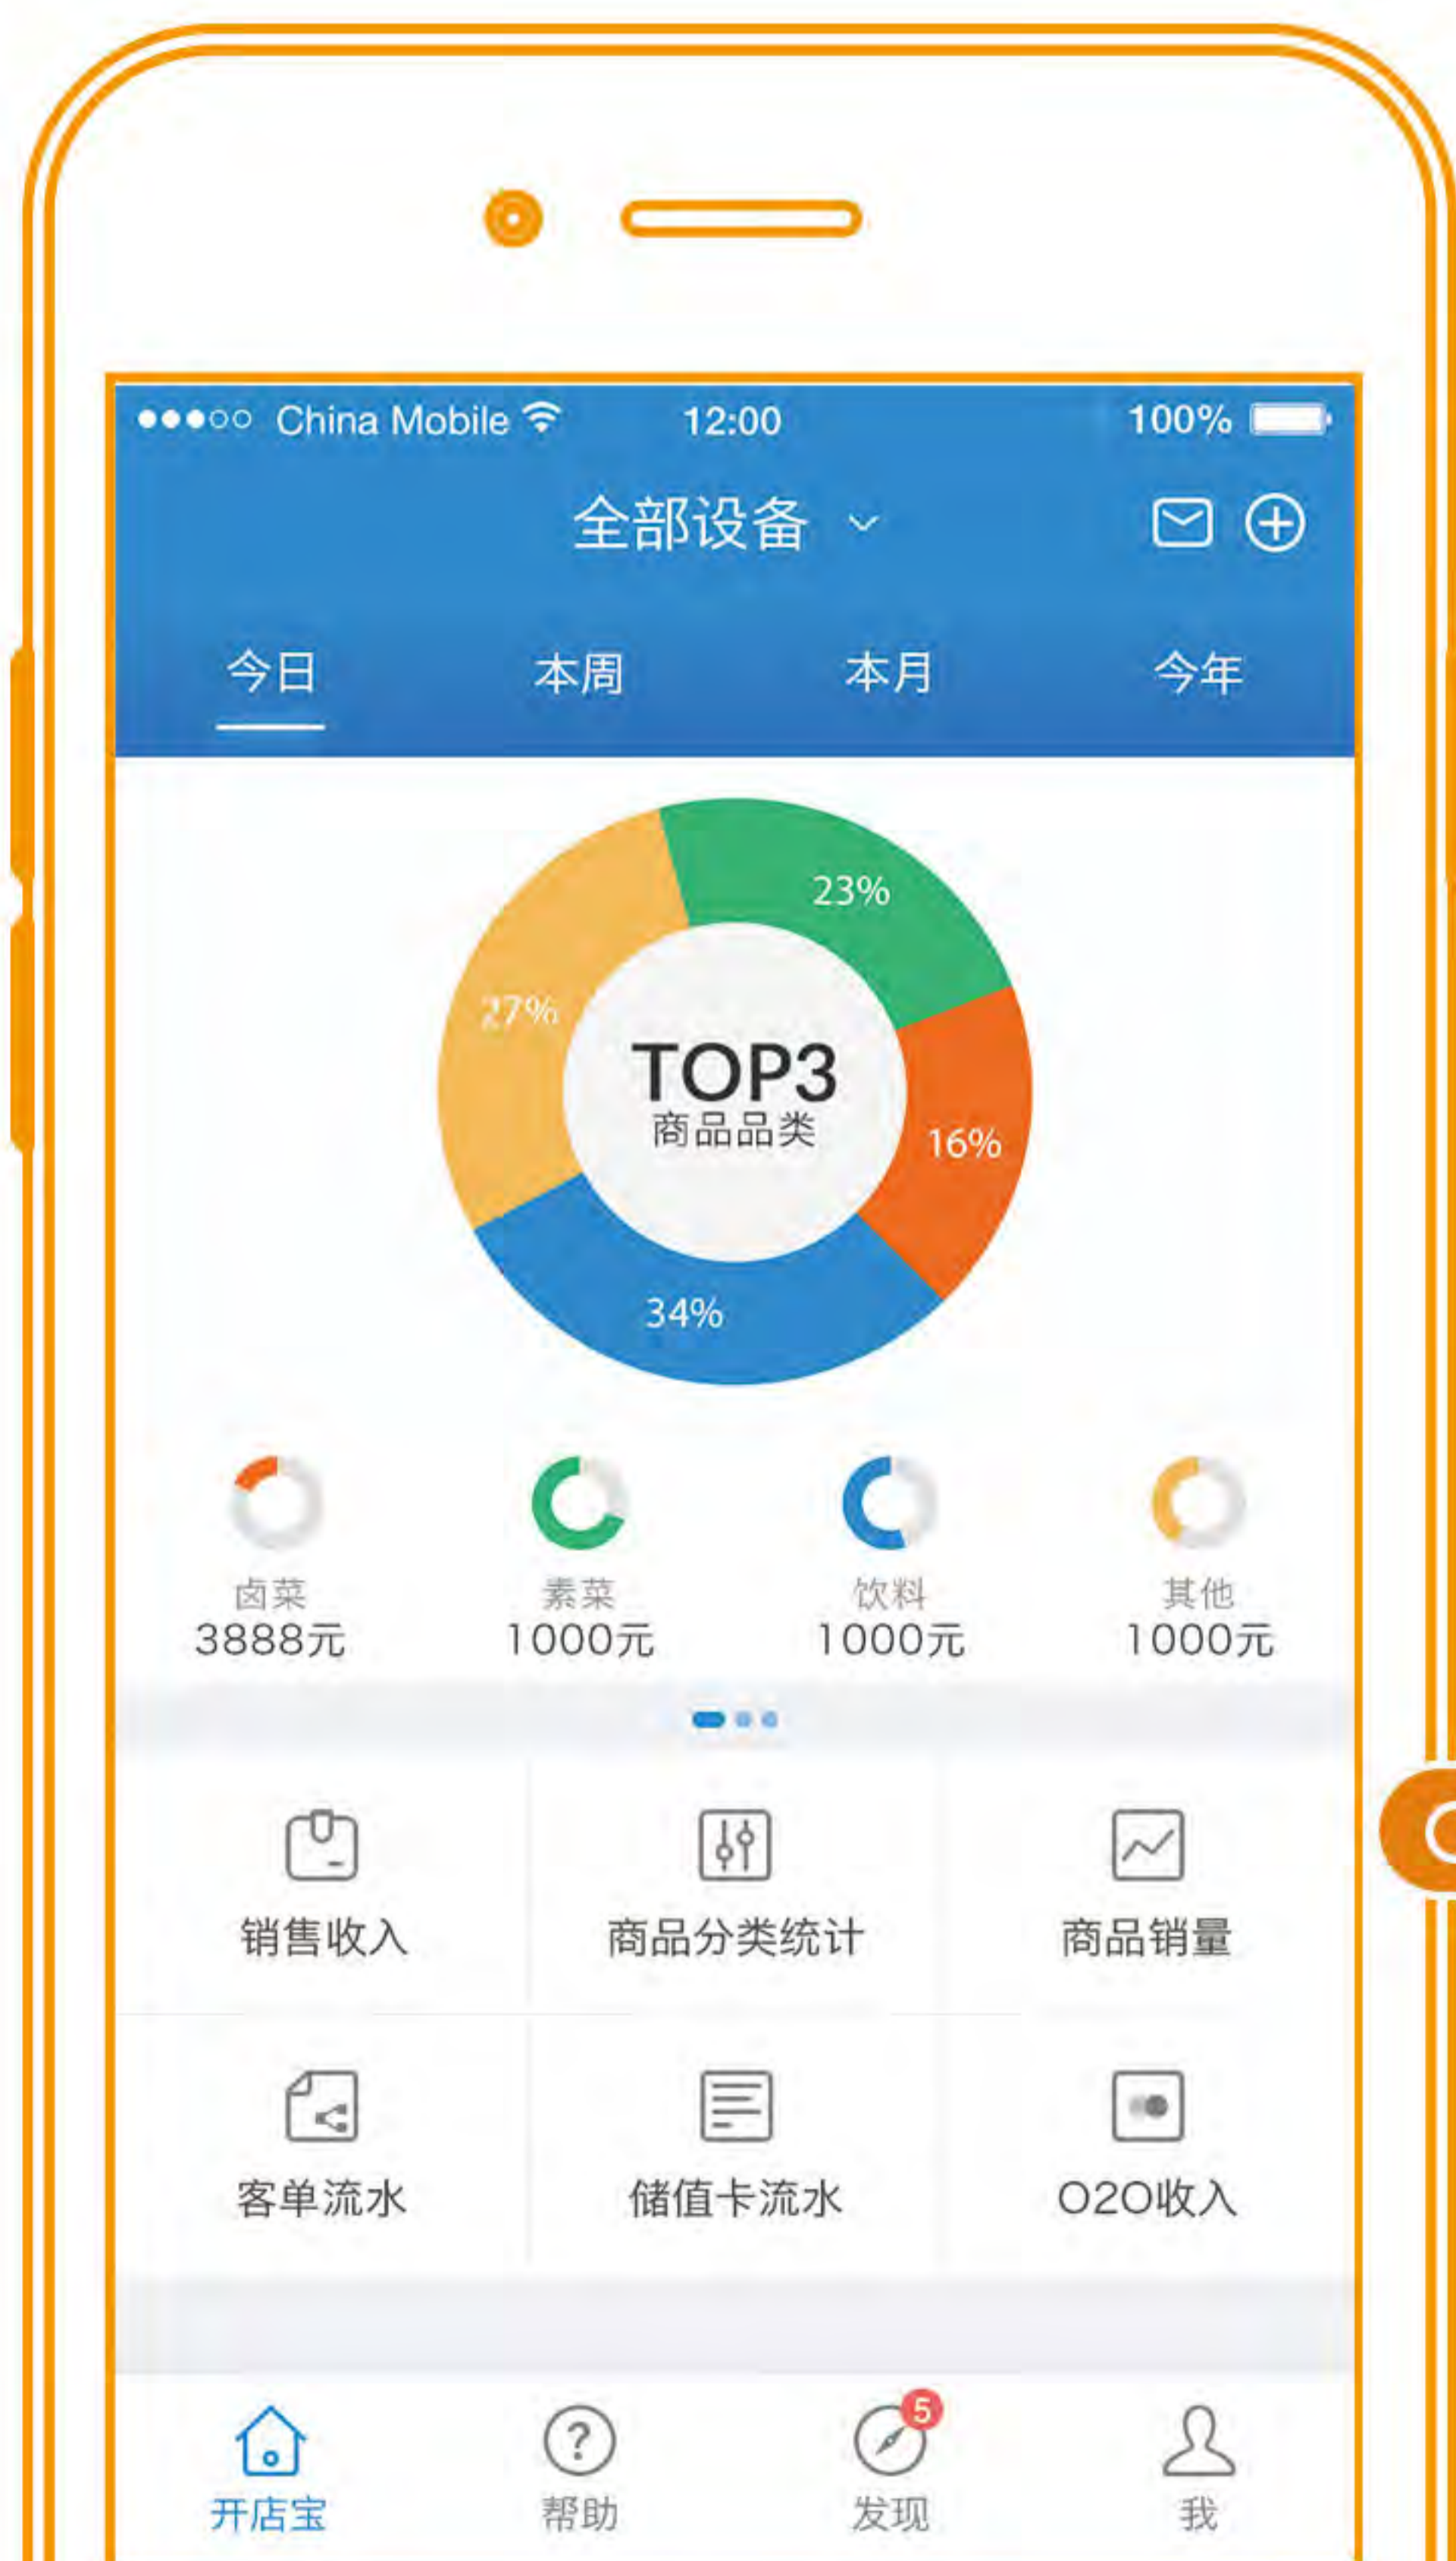 China Mobile 12:00 100%
全部设备
今日 本周 本月 今年
23%
27%
TOP3
商品品类
16%
34%
卤菜 素菜 饮料 其他
3888元 1000元 1000元 1000元
销售收入 商品分类统计 商品销量
客单流水 储值卡流水 O2O收入
5
开店宝 帮助 发现 我